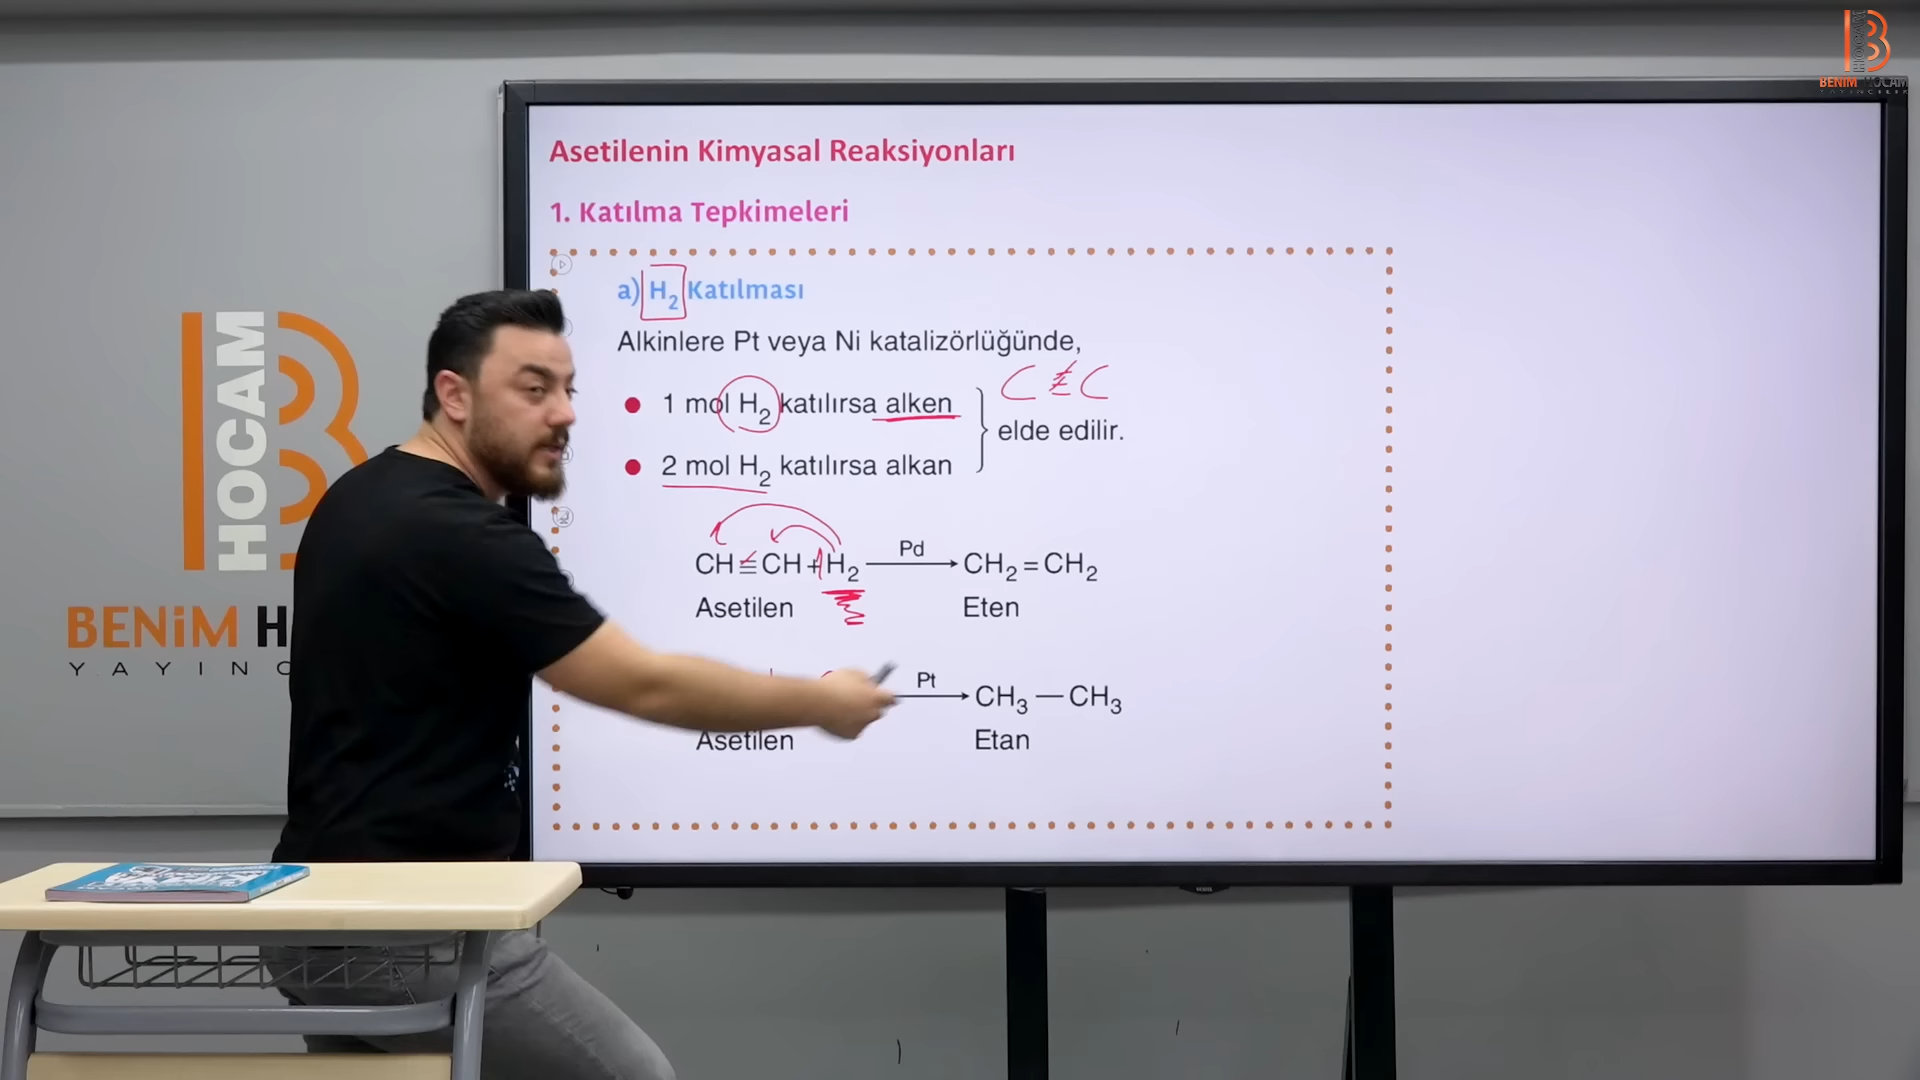 BENİM HOCAM
YAYINCILIK
Asetilenin Kimyasal Reaksiyonları
1. Katılma Tepkimeleri
a) H₂ Katılması
Alkinlere Pt veya Ni katalizörlüğünde,
C ≡ C
• 1 mol H₂ katılırsa alken
elde edilir.
• 2 mol H₂ katılırsa alkan
CH≡CH + H₂ Pd→ CH₂=CH₂
Asetilen Eten
Pt→ CH₃—CH₃
Asetilen Etan
B HOCAM
BENİM H
YAYINC